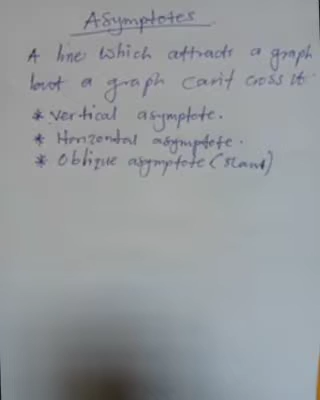 Asymptotes
A line which attracts a graph
but a graph can't cross it
* Vertical asymptote.
* Horizontal asymptote.
* Oblique asymptote (slant)